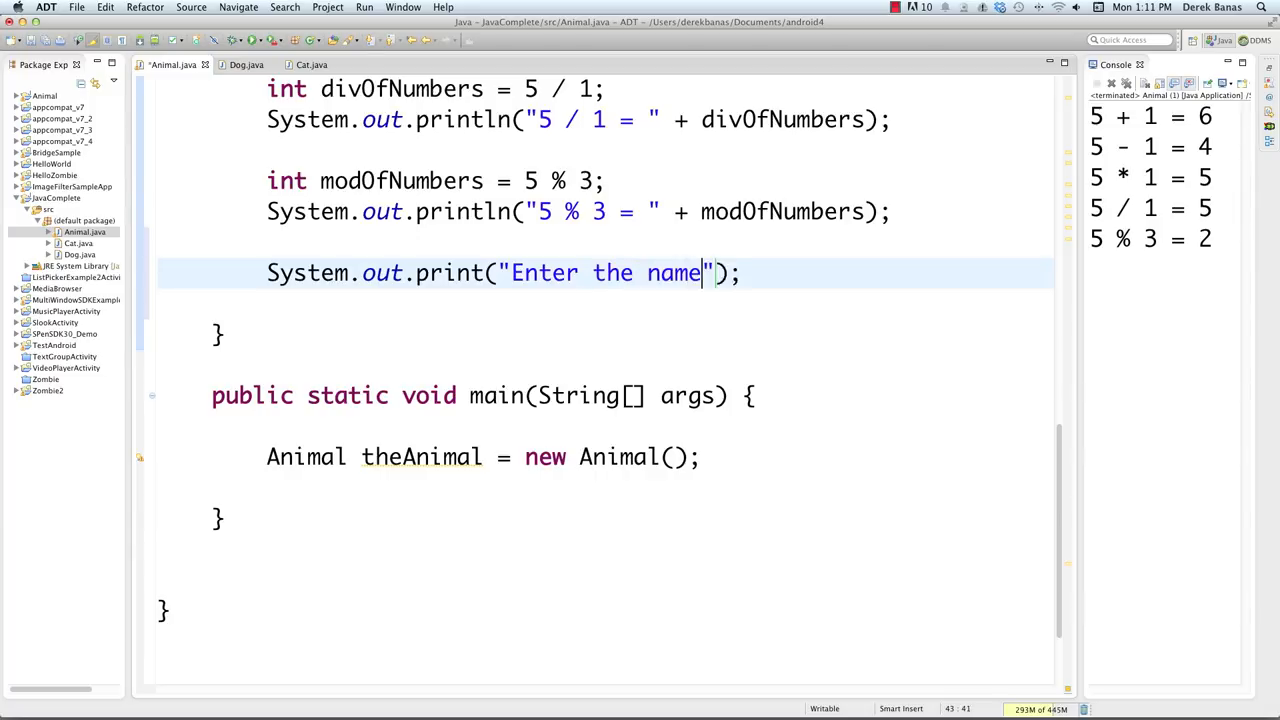 ADT File Edit Refactor Source Navigate Search Project Run Window Help 10 Mon 1:11 PM Derek Banas
Java - JavaComplete/src/Animal.java - ADT - /Users/derekbanas/Documents/android4
Quick Access Java DDMS
Package Exp
*Animal.java Dog.java Cat.java
Console
<terminated> Animal (1) [Java Application] /S
Animal
appcompat_v7
appcompat_v7_2
appcompat_v7_3
appcompat_v7_4
BridgeSample
HelloWorld
HelloZombie
ImageFilterSampleApp
JavaComplete
src
(default package)
Animal.java
Cat.java
Dog.java
JRE System Library [Ja
ListPickerExample2Activi
MediaBrowser
MultiWindowSDKExample
MusicPlayerActivity
SlookActivity
SPenSDK30_Demo
TestAndroid
TextGroupActivity
VideoPlayerActivity
Zombie
Zombie2
int divOfNumbers = 5 / 1;
System.out.println("5 / 1 = " + divOfNumbers);
int modOfNumbers = 5 % 3;
System.out.println("5 % 3 = " + modOfNumbers);
System.out.print("Enter the name");
}
public static void main(String[] args) {
Animal theAnimal = new Animal();
}
}
5 + 1 = 6
5 - 1 = 4
5 * 1 = 5
5 / 1 = 5
5 % 3 = 2
Writable Smart Insert 43 : 41 293M of 445M